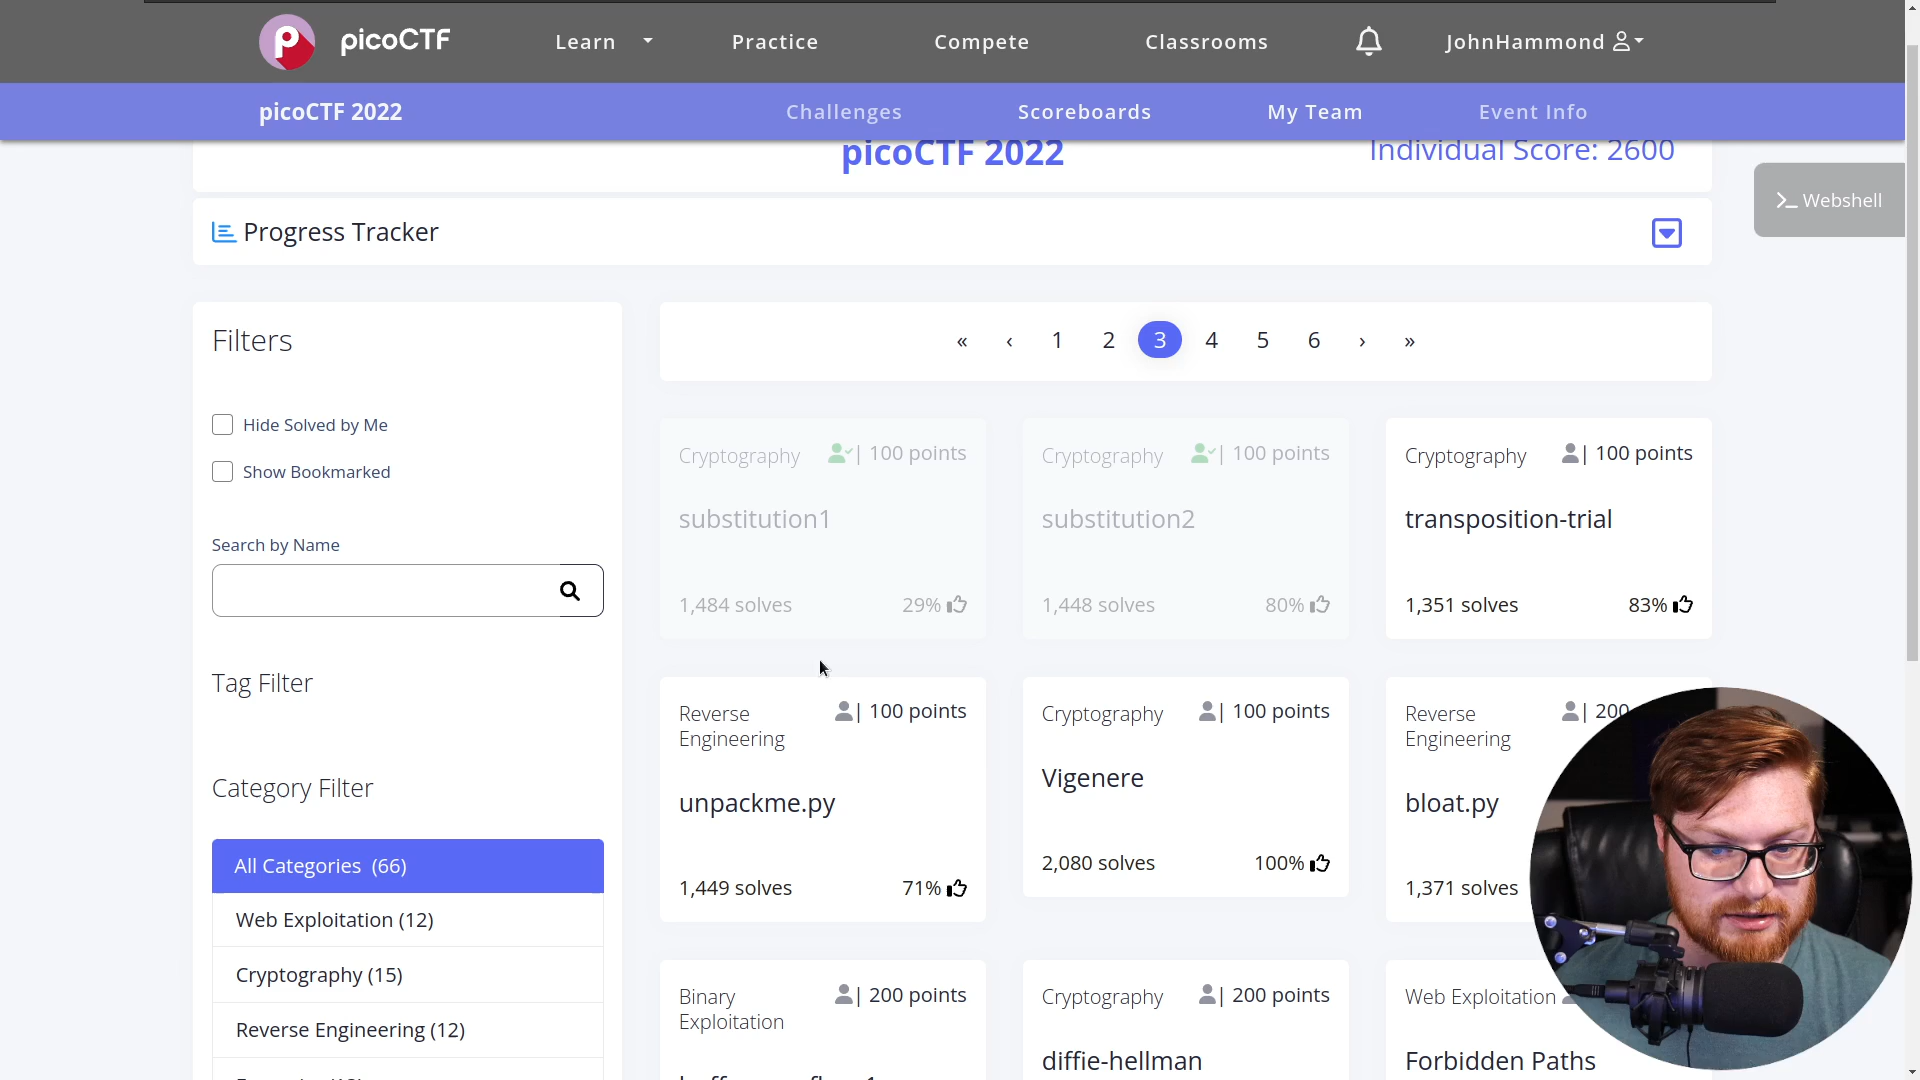 picoCTF
Learn
Practice
Compete
Classrooms
JohnHammond
picoCTF 2022
Challenges
Scoreboards
My Team
Event Info
picoCTF 2022
Individual Score: 2600
Webshell
Progress Tracker
Filters
« ‹ 1 2 3 4 5 6 › »
Hide Solved by Me
Show Bookmarked
Search by Name
Tag Filter
Category Filter
All Categories (66)
Web Exploitation (12)
Cryptography (15)
Reverse Engineering (12)
Cryptography | 100 points
substitution1
1,484 solves 29%
Cryptography | 100 points
substitution2
1,448 solves 80%
Cryptography | 100 points
transposition-trial
1,351 solves 83%
Reverse | 100 points
Engineering
unpackme.py
1,449 solves 71%
Cryptography | 100 points
Vigenere
2,080 solves 100%
Reverse | 200
Engineering
bloat.py
1,371 solves
Binary | 200 points
Exploitation
Cryptography | 200 points
diffie-hellman
Web Exploitation
Forbidden Paths